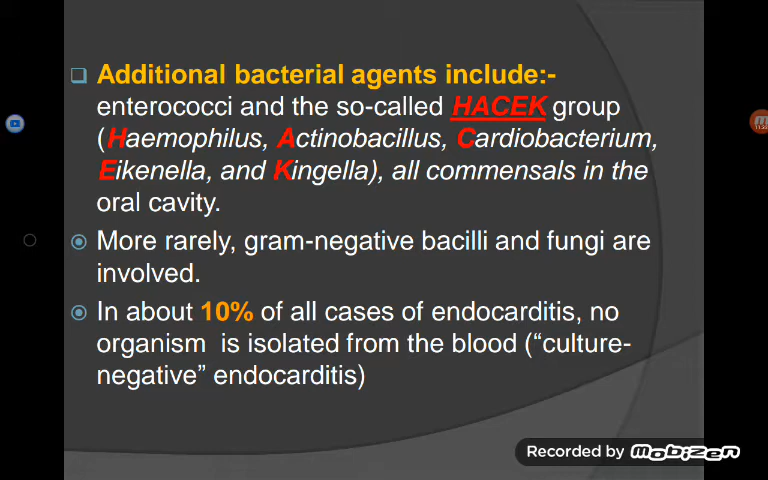 Additional bacterial agents include:-
enterococci and the so-called HACEK group
(Haemophilus, Actinobacillus, Cardiobacterium,
Eikenella, and Kingella), all commensals in the
oral cavity.
More rarely, gram-negative bacilli and fungi are
involved.
In about 10% of all cases of endocarditis, no
organism is isolated from the blood (“culture-
negative” endocarditis)
Recorded by mobizen